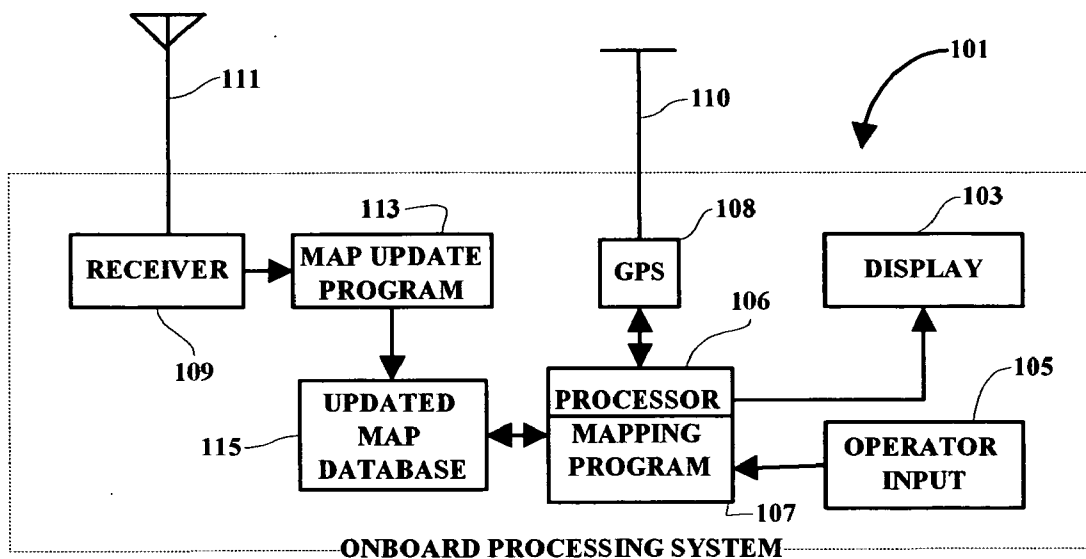 111
110
101
113
108
103
RECEIVER
MAP UPDATE
PROGRAM
GPS
DISPLAY
109
106
105
115
UPDATED
MAP
DATABASE
PROCESSOR
MAPPING
PROGRAM
OPERATOR
INPUT
107
ONBOARD PROCESSING SYSTEM